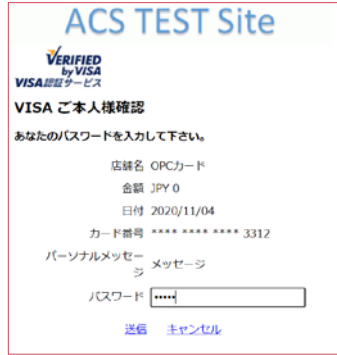 ACS TEST Site
VERIFIED
by VISA
VISA認証サービス
VISA ご本人様確認
あなたのパスワードを入力して下さい。
店舗名 OPCカード
金額 JPY 0
日付 2020/11/04
カード番号 **** **** **** 3312
パーソナルメッセー
ジ メッセージ
パスワード •••••
送信 キャンセル